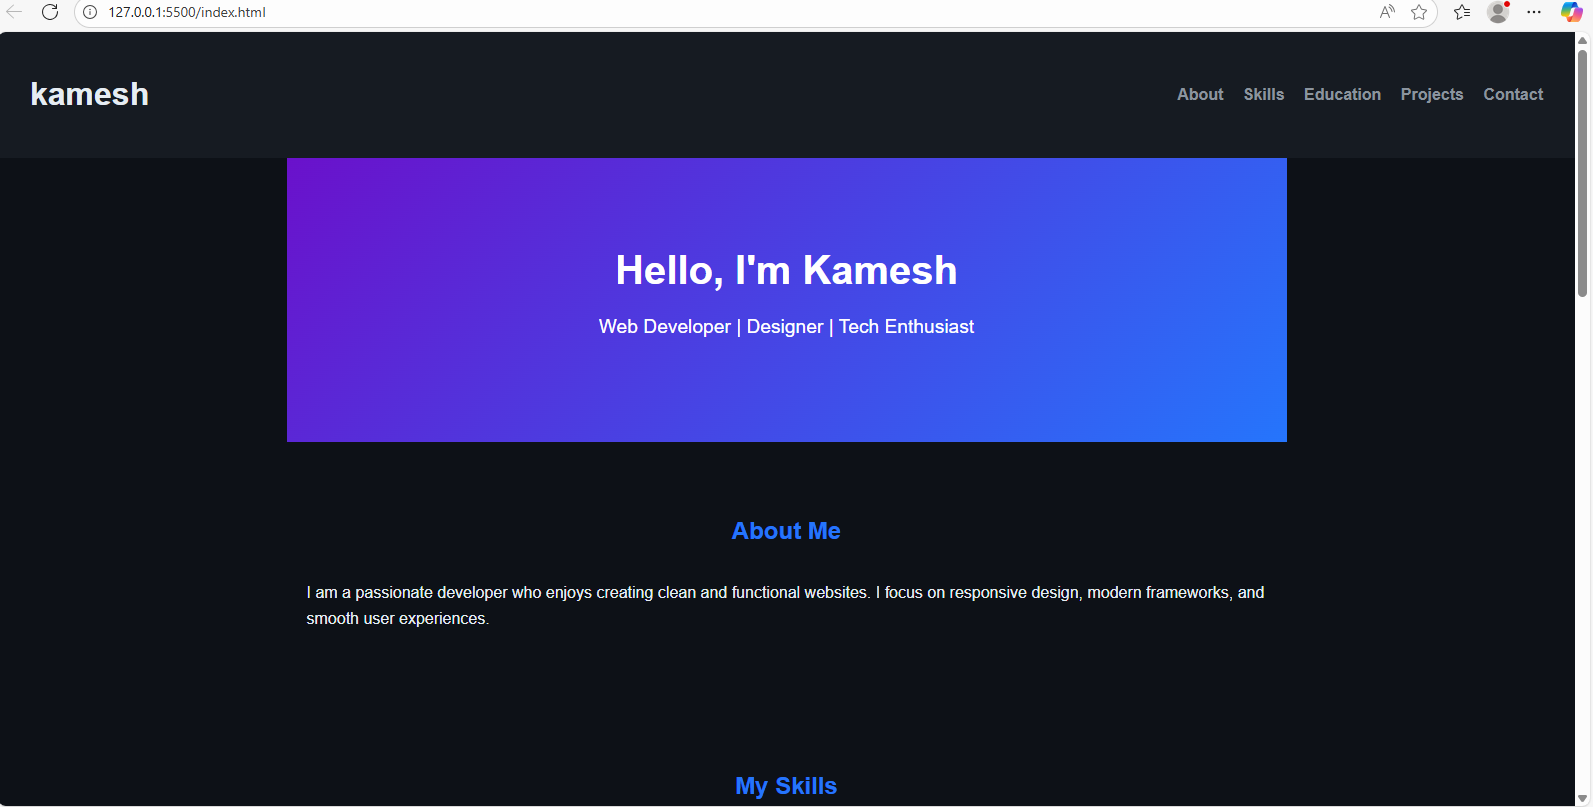 127.0.0.1:5500/index.html
kamesh
About Skills Education Projects Contact
Hello, I'm Kamesh
Web Developer | Designer | Tech Enthusiast
About Me
I am a passionate developer who enjoys creating clean and functional websites. I focus on responsive design, modern frameworks, and
smooth user experiences.
My Skills